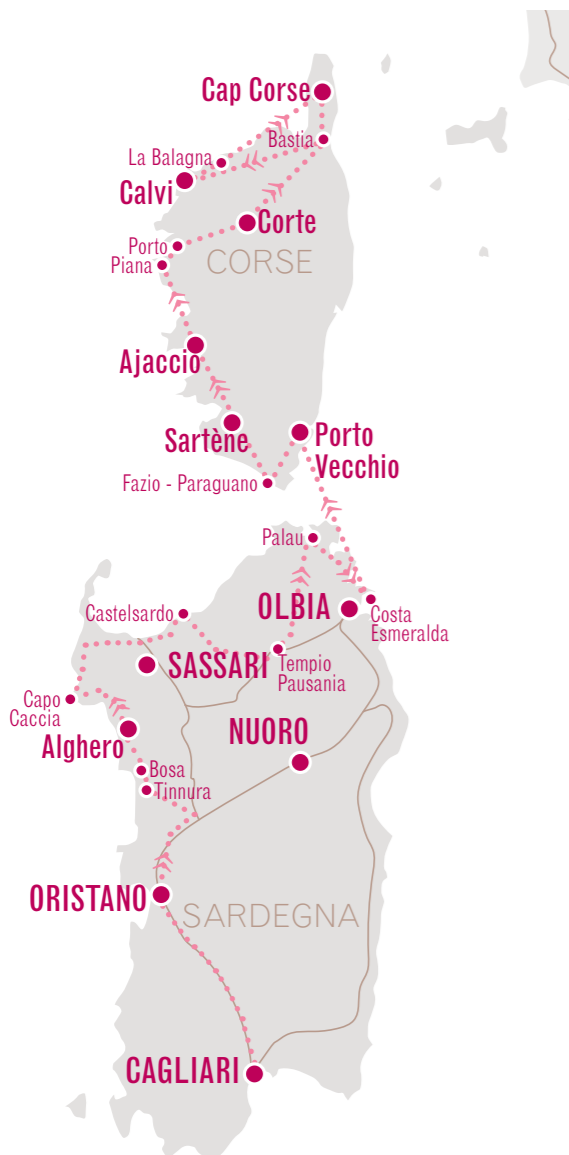 Cap Corse
Bastia
La Balagna
Calvi
Corte
Porto
Piana
CORSE
Ajaccio
Sartène
Porto
Vecchio
Fazio - Paraguano
Palau
OLBIA
Costa
Esmeralda
Castelsardo
SASSARI
Tempio
Pausania
Capo
Caccia
Alghero
NUORO
Bosa
Tinnura
ORISTANO
SARDEGNA
CAGLIARI